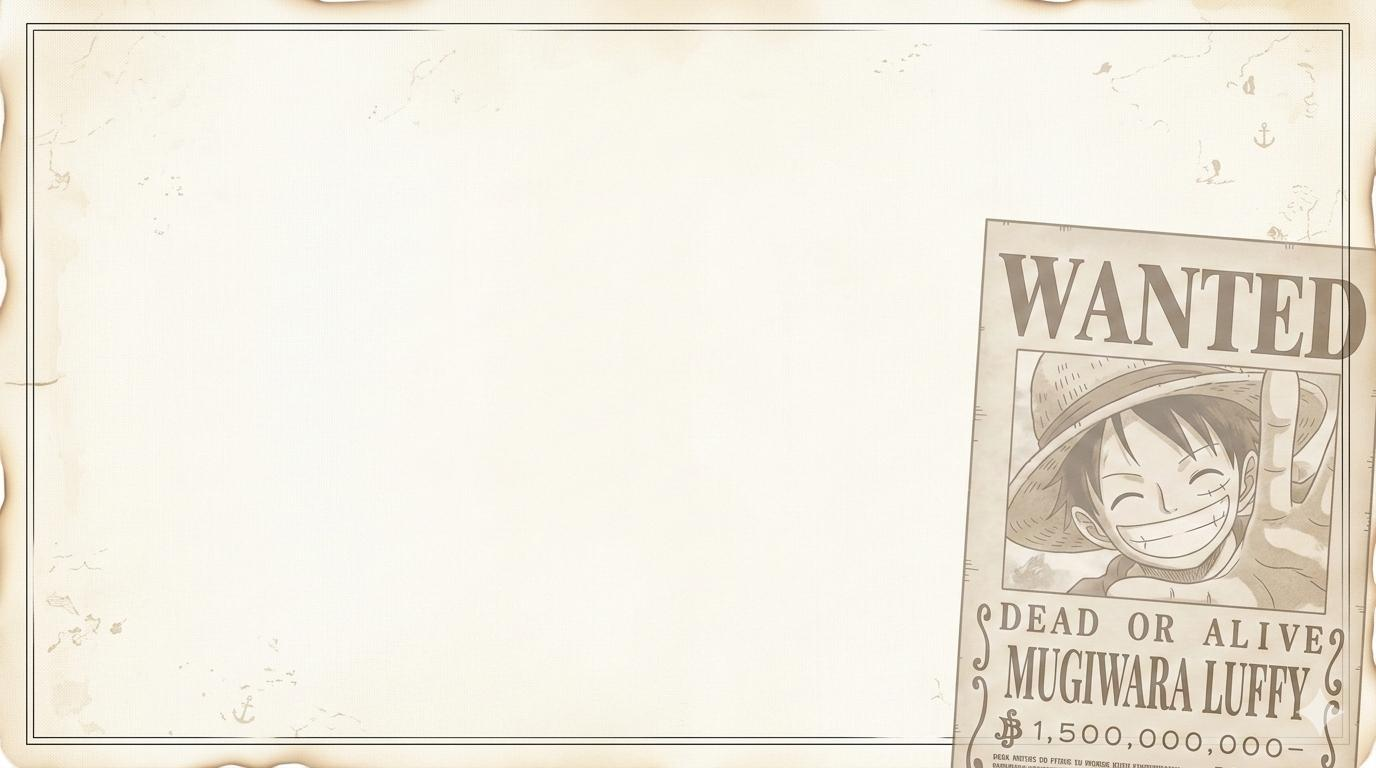 WANTED
DEAD OR ALIVE
MUGIWARA LUFFY
฿ 1,500,000,000-